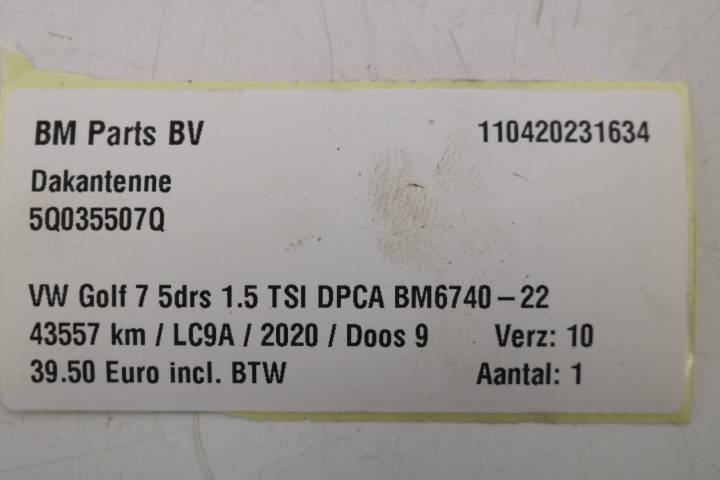 BM Parts BV 110420231634
Dakantenne
5Q035507Q
VW Golf 7 5drs 1.5 TSI DPCA BM6740-22
43557 km / LC9A / 2020 / Doos 9 Verz: 10
39.50 Euro incl. BTW Aantal: 1